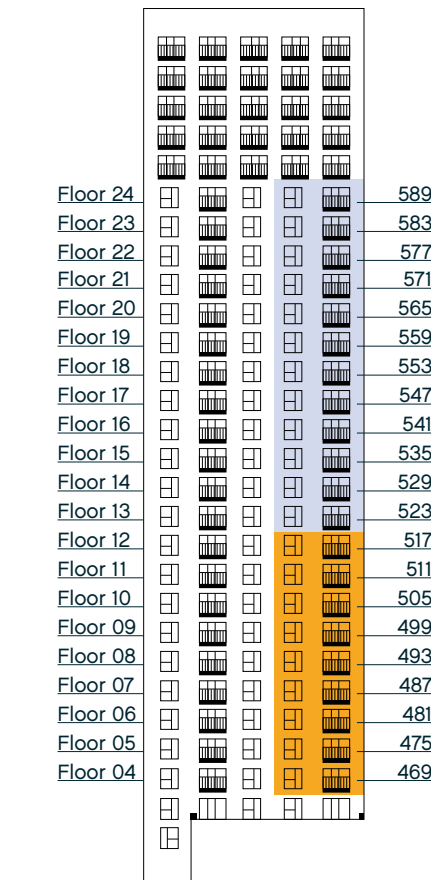 Floor 24 589
Floor 23 583
Floor 22 577
Floor 21 571
Floor 20 565
Floor 19 559
Floor 18 553
Floor 17 547
Floor 16 541
Floor 15 535
Floor 14 529
Floor 13 523
Floor 12 517
Floor 11 511
Floor 10 505
Floor 09 499
Floor 08 493
Floor 07 487
Floor 06 481
Floor 05 475
Floor 04 469